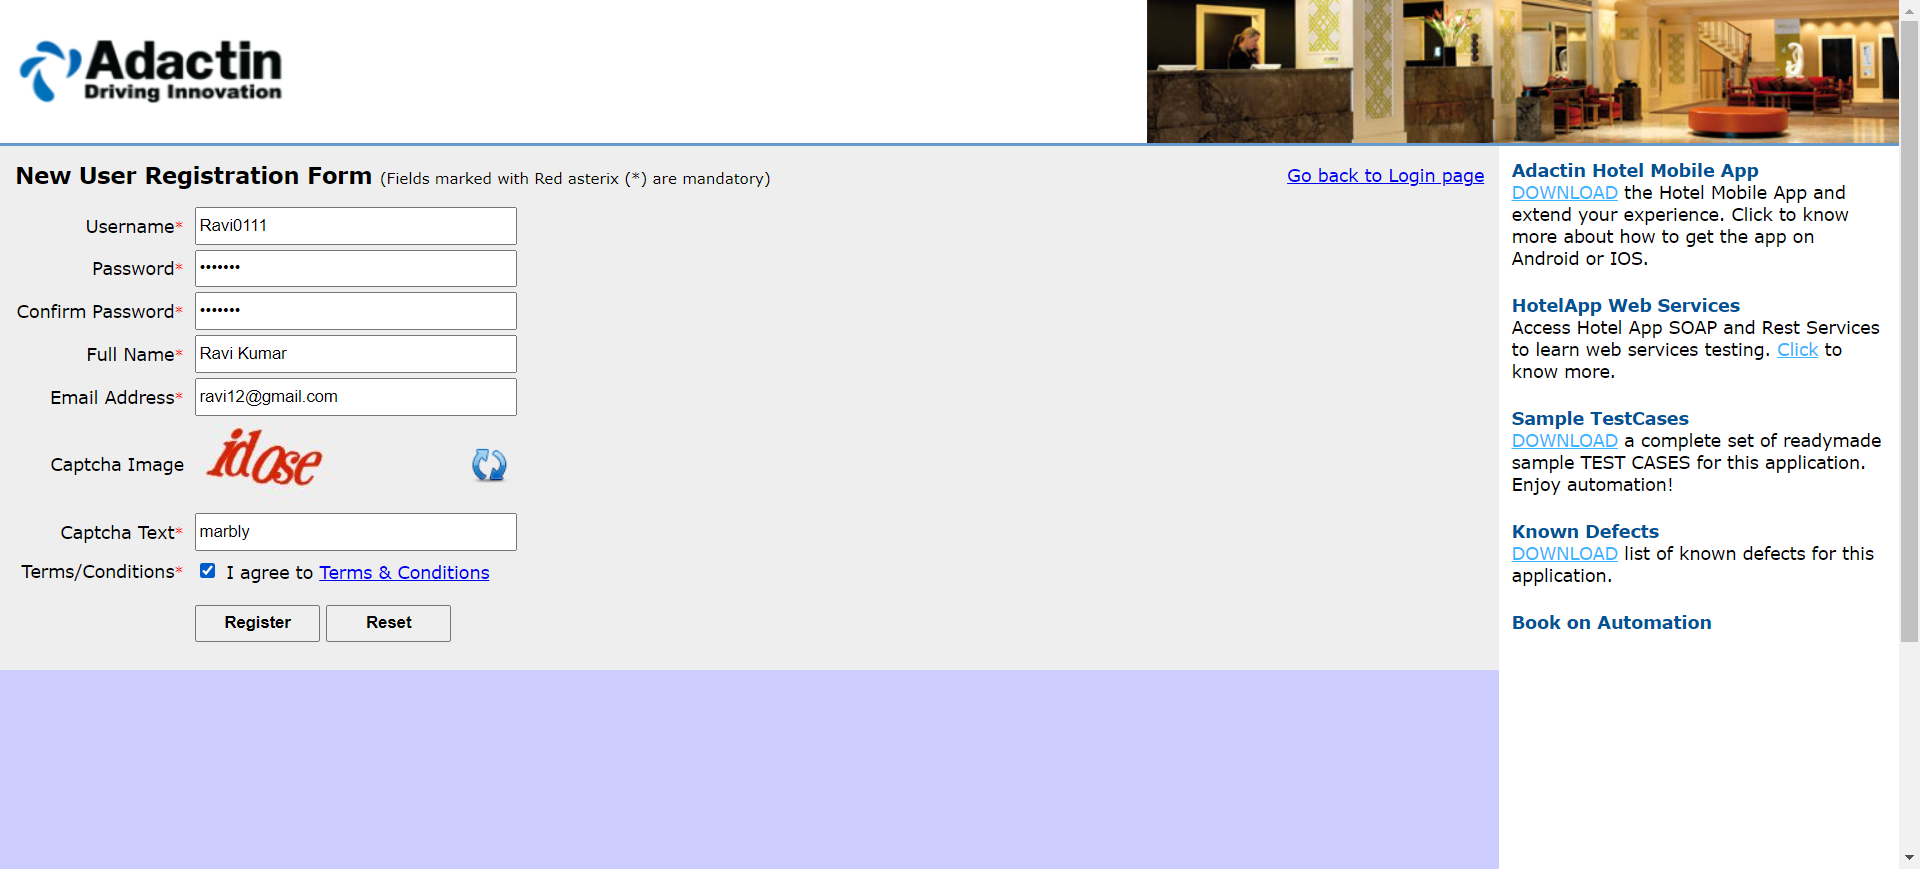 Adactin
Driving Innovation
New User Registration Form (Fields marked with Red asterix (*) are mandatory)
Go back to Login page
Username* Ravi0111
Password* •••••••
Confirm Password* •••••••
Full Name* Ravi Kumar
Email Address* ravi12@gmail.com
Captcha Image idose
Captcha Text* marbly
Terms/Conditions* I agree to Terms & Conditions
Register Reset
Adactin Hotel Mobile App
DOWNLOAD the Hotel Mobile App and
extend your experience. Click to know
more about how to get the app on
Android or IOS.
HotelApp Web Services
Access Hotel App SOAP and Rest Services
to learn web services testing. Click to
know more.
Sample TestCases
DOWNLOAD a complete set of readymade
sample TEST CASES for this application.
Enjoy automation!
Known Defects
DOWNLOAD list of known defects for this
application.
Book on Automation